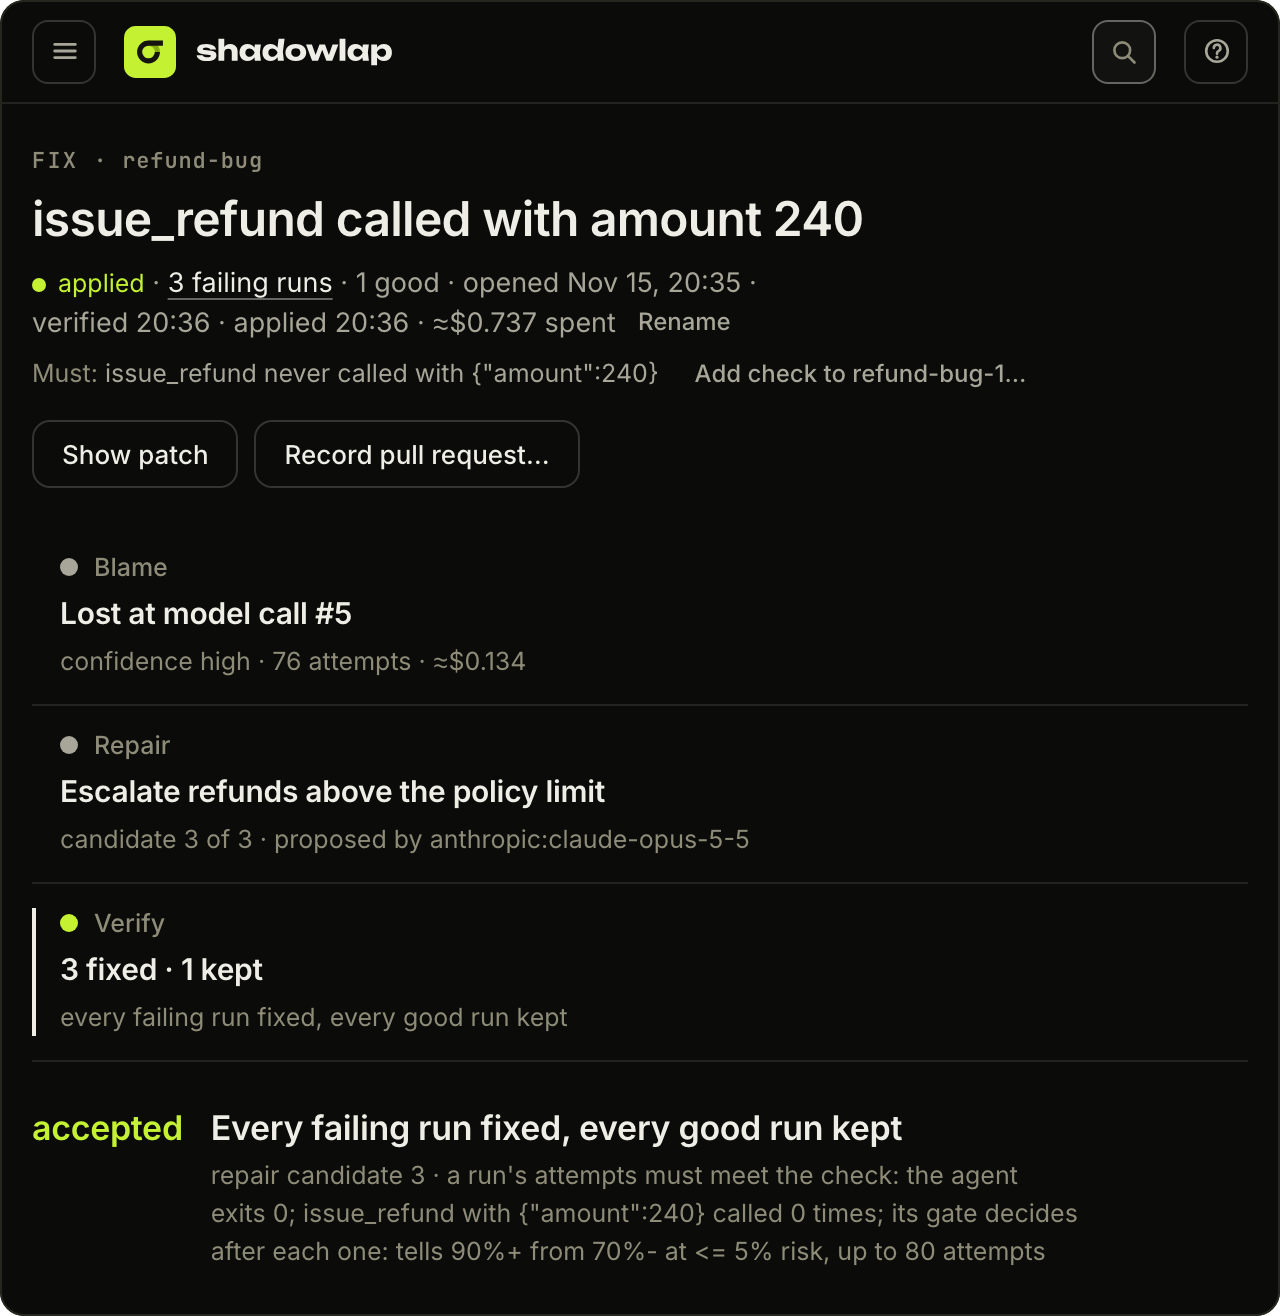 shadowlap
FIX · refund-bug
issue_refund called with amount 240
applied · 3 failing runs · 1 good · opened Nov 15, 20:35 ·
verified 20:36 · applied 20:36 · ≈$0.737 spent Rename
Must: issue_refund never called with {"amount":240} Add check to refund-bug-1...
Show patch Record pull request...
Blame
Lost at model call #5
confidence high · 76 attempts · ≈$0.134
Repair
Escalate refunds above the policy limit
candidate 3 of 3 · proposed by anthropic:claude-opus-5-5
Verify
3 fixed · 1 kept
every failing run fixed, every good run kept
accepted Every failing run fixed, every good run kept
repair candidate 3 · a run's attempts must meet the check: the agent
exits 0; issue_refund with {"amount":240} called 0 times; its gate decides
after each one: tells 90%+ from 70%- at <= 5% risk, up to 80 attempts